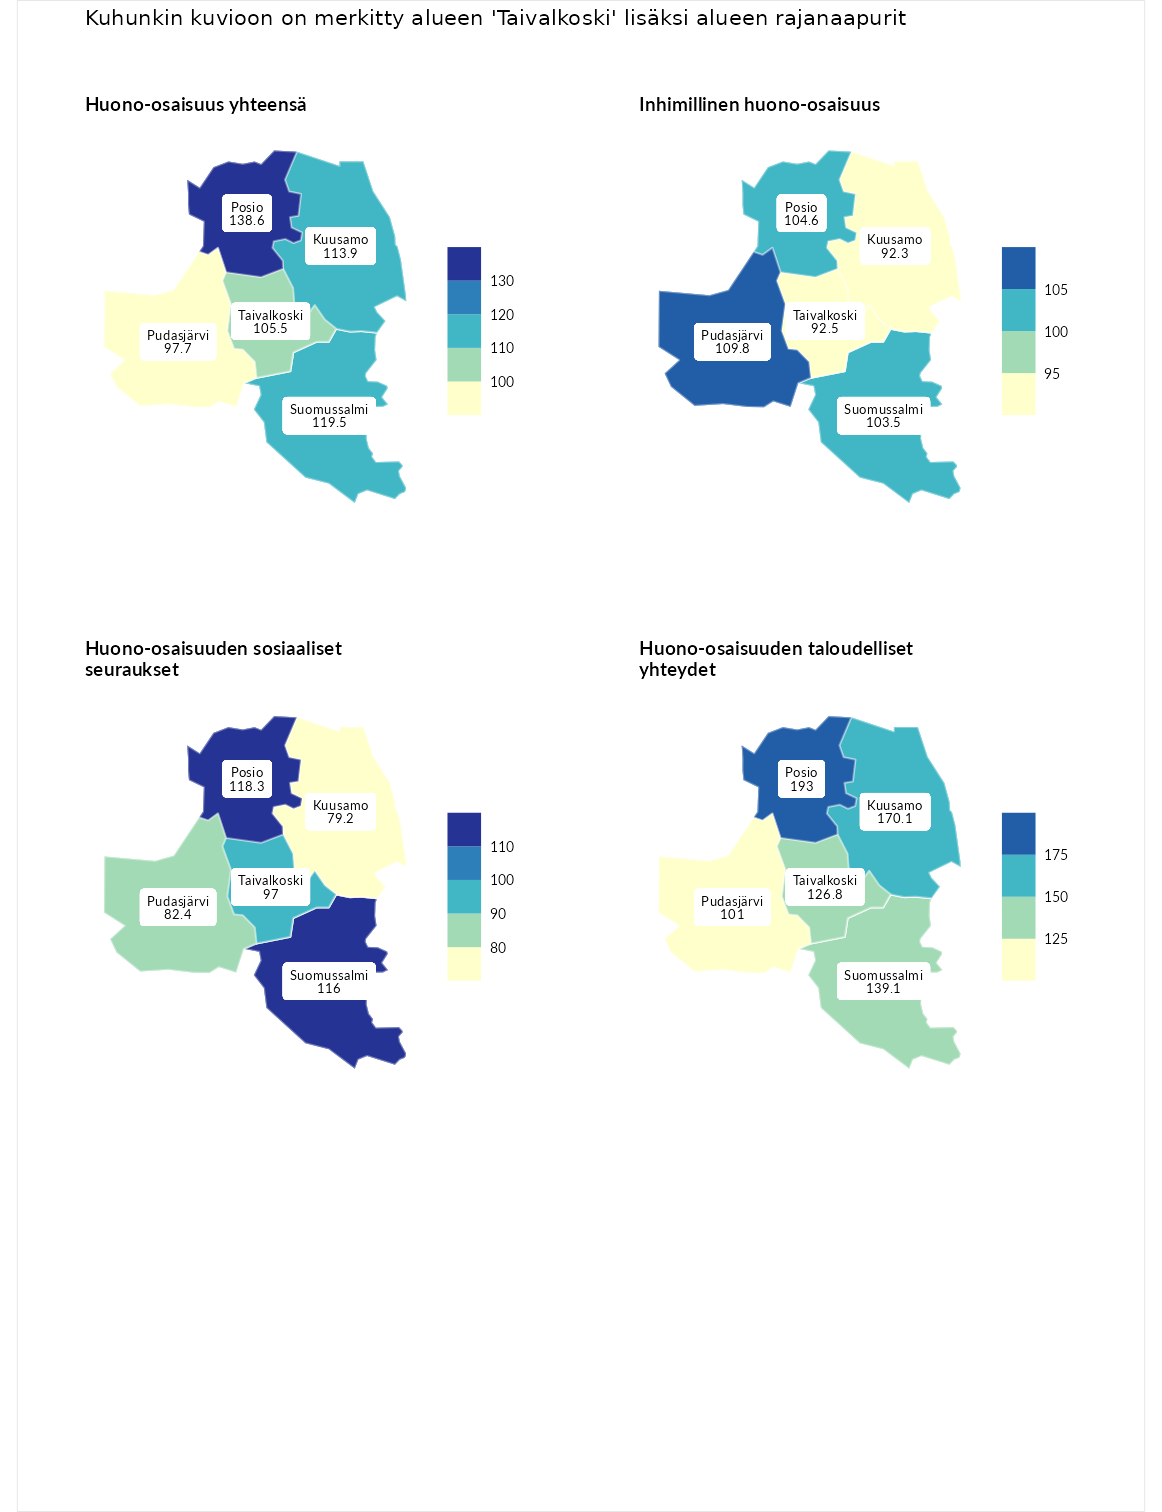 Kuhunkin kuvioon on merkitty alueen 'Taivalkoski' lisäksi alueen rajanaapurit
Huono-osaisuus yhteensä
Posio
138.6
Kuusamo
113.9
Taivalkoski
105.5
Pudasjärvi
97.7
Suomussalmi
119.5
130
120
110
100
Inhimillinen huono-osaisuus
Posio
104.6
Kuusamo
92.3
Taivalkoski
92.5
Pudasjärvi
109.8
Suomussalmi
103.5
105
100
95
Huono-osaisuuden sosiaaliset
seuraukset
Posio
118.3
Kuusamo
79.2
Taivalkoski
97
Pudasjärvi
82.4
Suomussalmi
116
110
100
90
80
Huono-osaisuuden taloudelliset
yhteydet
Posio
193
Kuusamo
170.1
Taivalkoski
126.8
Pudasjärvi
101
Suomussalmi
139.1
175
150
125